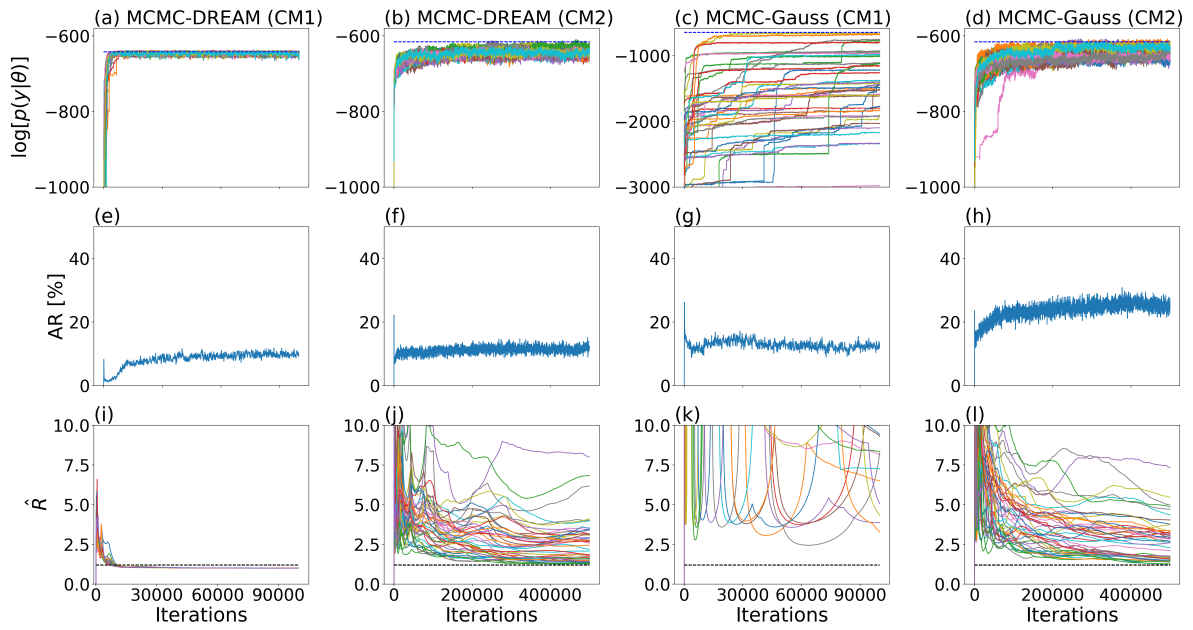 (a) MCMC-DREAM (CM1)
(b) MCMC-DREAM (CM2)
(c) MCMC-Gauss (CM1)
(d) MCMC-Gauss (CM2)
log[p(y|θ)]
−600
−800
−1000
−600
−800
−1000
−1000
−2000
−3000
−600
−800
−1000
(e)
(f)
(g)
(h)
AR [%]
40
20
0
40
20
0
40
20
0
40
20
0
(i)
(j)
(k)
(l)
R̂
10.0
7.5
5.0
2.5
0.0
10.0
7.5
5.0
2.5
0.0
10.0
7.5
5.0
2.5
0.0
10.0
7.5
5.0
2.5
0.0
0 30000 60000 90000
0 200000 400000
0 30000 60000 90000
0 2000000 4000000
Iterations
Iterations
Iterations
Iterations